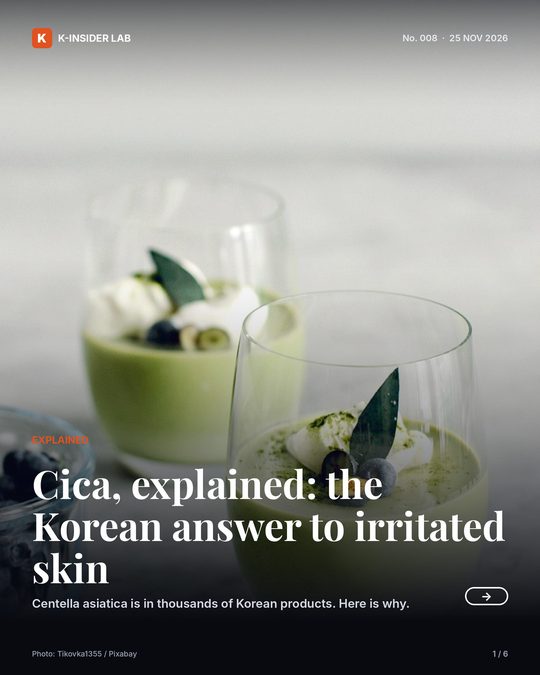 K K-INSIDER LAB
No. 008 · 25 NOV 2026
EXPLAINED
Cica, explained: the
Korean answer to irritated
skin
Centella asiatica is in thousands of Korean products. Here is why.
→
Photo: Tikovka1355 / Pixabay
1 / 6